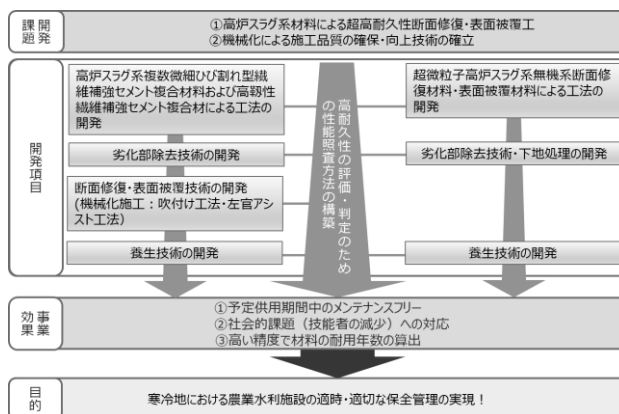 開発課題
①高炉スラグ系材料による超高耐久性断面修復・表面被覆工
②機械化による施工品質の確保・向上技術の確立
開発項目
高炉スラグ系複数微細ひび割れ型繊
維補強セメント複合材料および高靭性
繊維補強セメント複合材による工法の
開発
劣化部除去技術の開発
断面修復・表面被覆技術の開発
(機械化施工：吹付け工法・左官アシ
スト工法)
養生技術の開発
高耐久性の評価・判定のため
の性能照査方法の構築
超微粒子高炉スラグ系無機系断面修
復材料・表面被覆材料による工法の
開発
劣化部除去技術・下地処理の開発
養生技術の開発
事業効果
①予定供用期間中のメンテナンスフリー
②社会的課題（技能者の減少）への対応
③高い精度で材料の耐用年数の算出
目的
寒冷地における農業水利施設の適時・適切な保全管理の実現！